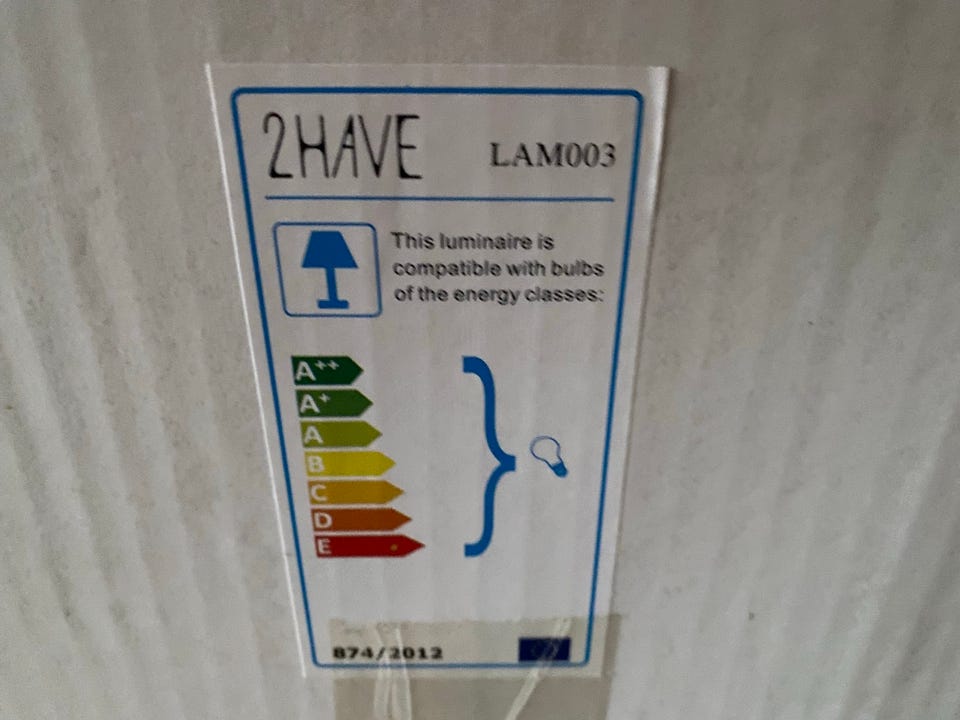 2HAVE LAM003
This luminaire is
compatible with bulbs
of the energy classes:
A++
A+
A
B
C
D
E
874/2012